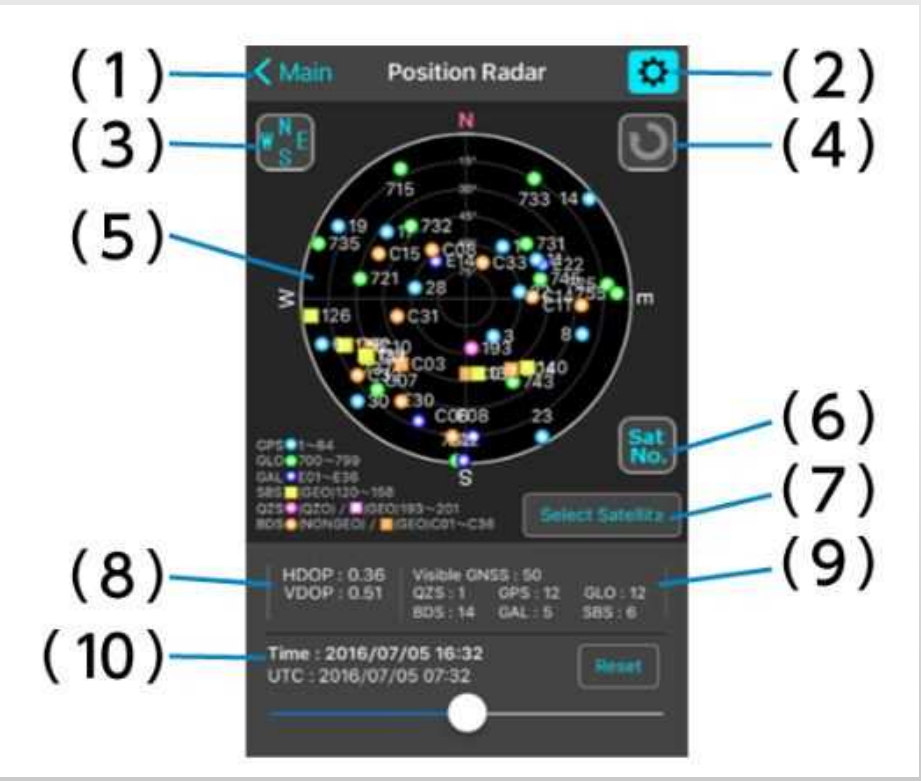 (1)
< Main
Position Radar
(2)
(3)
N
W E
S
(4)
N
15°
30°
45°
715
733
14
(5)
19
732
735
C15
C06
E14
C33
731
721
28
W
m
126
C31
3
8
193
C03
743
30
23
S
(6)
Sat
No.
GPS 1~64
GLO 700~799
GAL E01~E36
SBS (GEO)120~158
QZS (QZO) / (GEO)193~201
BDS (NONGEO) / (GEO)C01~C36
(7)
Select Satellite
(8)
HDOP : 0.36
VDOP : 0.51
Visible GNSS : 50
QZS : 1 GPS : 12 GLO : 12
BDS : 14 GAL : 5 SBS : 6
(9)
(10)
Time : 2016/07/05 16:32
UTC : 2016/07/05 07:32
Reset